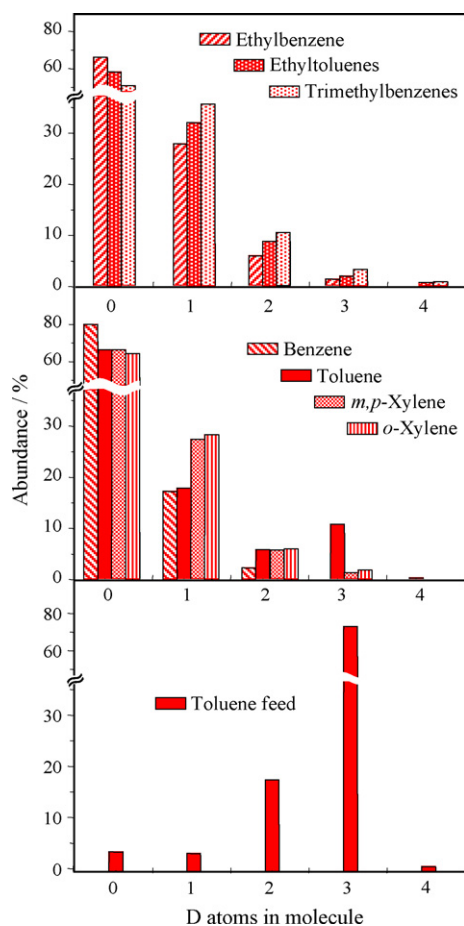 80
60
30
20
10
0
Ethylbenzene
Ethyltoluenes
Trimethylbenzenes
0 1 2 3 4
80
60
30
20
10
0
Benzene
Toluene
m,p-Xylene
o-Xylene
0 1 2 3 4
Abundance / %
80
60
30
20
10
0
Toluene feed
0 1 2 3 4
D atoms in molecule